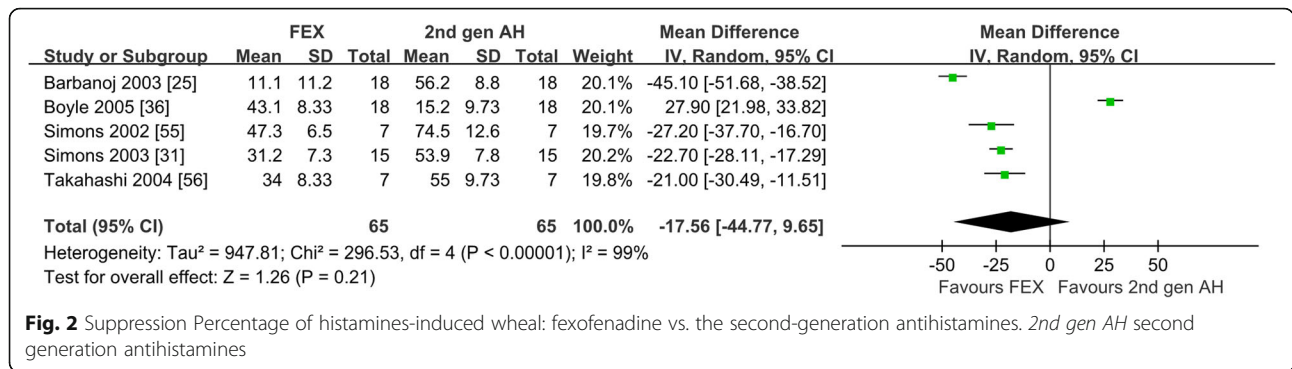 FEX 2nd gen AH Mean Difference Mean Difference
Study or Subgroup Mean SD Total Mean SD Total Weight IV, Random, 95% CI IV, Random, 95% CI
Barbanoj 2003 [25] 11.1 11.2 18 56.2 8.8 18 20.1% -45.10 [-51.68, -38.52]
Boyle 2005 [36] 43.1 8.33 18 15.2 9.73 18 20.1% 27.90 [21.98, 33.82]
Simons 2002 [55] 47.3 6.5 7 74.5 12.6 7 19.7% -27.20 [-37.70, -16.70]
Simons 2003 [31] 31.2 7.3 15 53.9 7.8 15 20.2% -22.70 [-28.11, -17.29]
Takahashi 2004 [56] 34 8.33 7 55 9.73 7 19.8% -21.00 [-30.49, -11.51]
Total (95% CI) 65 65 100.0% -17.56 [-44.77, 9.65]
Heterogeneity: Tau² = 947.81; Chi² = 296.53, df = 4 (P < 0.00001); I² = 99%
Test for overall effect: Z = 1.26 (P = 0.21)
-50 -25 0 25 50
Favours FEX Favours 2nd gen AH
Fig. 2 Suppression Percentage of histamines-induced wheal: fexofenadine vs. the second-generation antihistamines. 2nd gen AH second
generation antihistamines